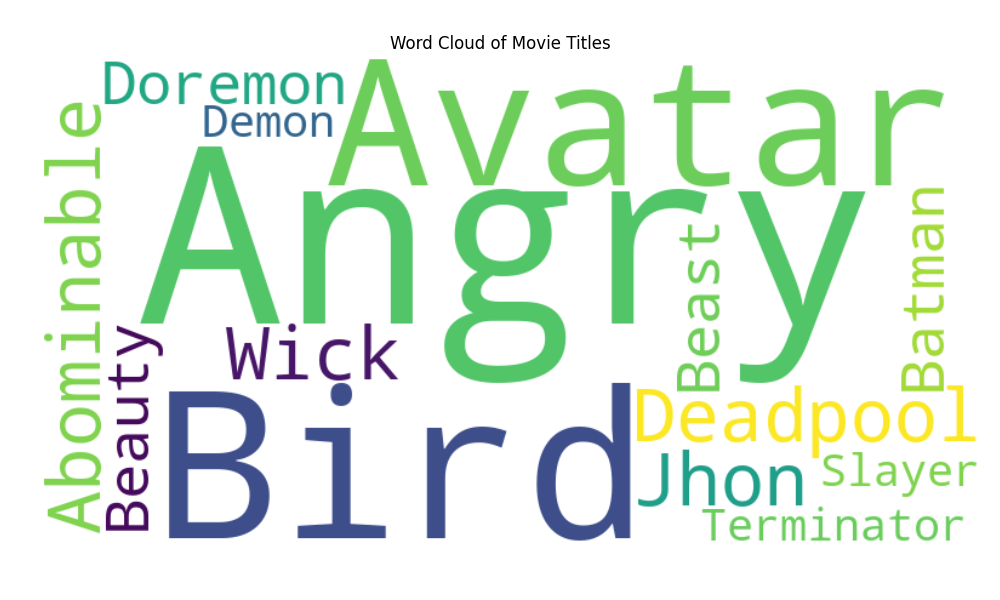 Word Cloud of Movie Titles
Doremon
Avatar
Demon
Abominable
Angry
Beast
Batman
Beauty
Wick
Bird
Deadpool
Jhon
Slayer
Terminator